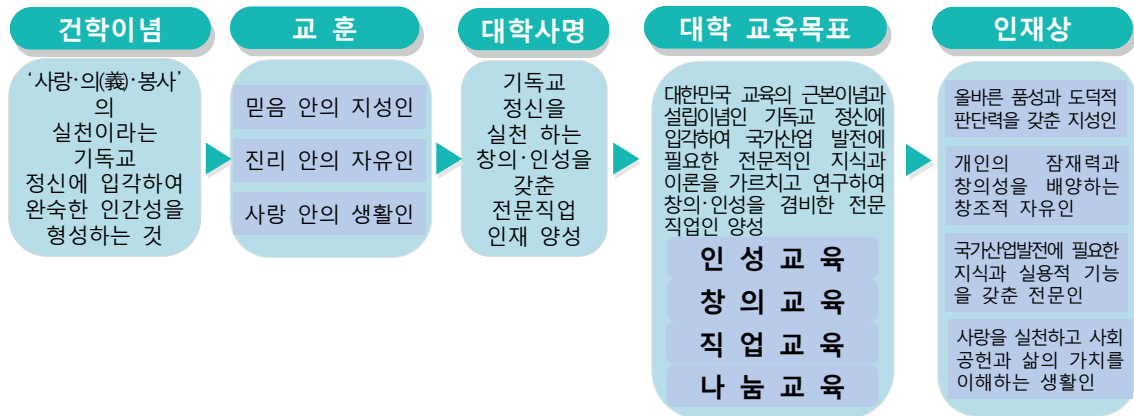 건학이념
'사랑·의(義)·봉사'
의
실천이라는
기독교
정신에 입각하여
완숙한 인간성을
형성하는 것
교 훈
믿음 안의 지성인
진리 안의 자유인
사랑 안의 생활인
대학사명
기독교
정신을
실천 하는
창의·인성을
갖춘
전문직업
인재 양성
대학 교육목표
대한민국 교육의 근본이념과
설립이념인 기독교 정신에
입각하여 국가산업 발전에
필요한 전문적인 지식과
이론을 가르치고 연구하여
창의·인성을 겸비한 전문
직업인 양성
인 성 교 육
창 의 교 육
직 업 교 육
나 눔 교 육
인재상
올바른 품성과 도덕적
판단력을 갖춘 지성인
개인의 잠재력과
창의성을 배양하는
창조적 자유인
국가산업발전에 필요한
지식과 실용적 기능
을 갖춘 전문인
사랑을 실천하고 사회
공헌과 삶의 가치를
이해하는 생활인